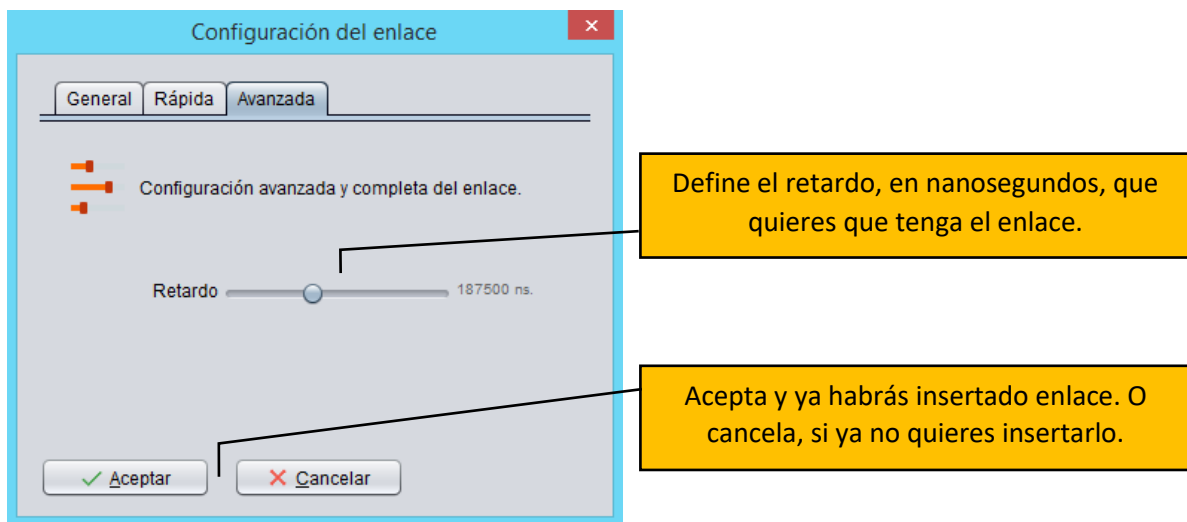 Configuración del enlace
General Rápida Avanzada
Configuración avanzada y completa del enlace.
Retardo 187500 ns.
Aceptar Cancelar
Define el retardo, en nanosegundos, que
quieres que tenga el enlace.
Acepta y ya habrás insertado enlace. O
cancela, si ya no quieres insertarlo.